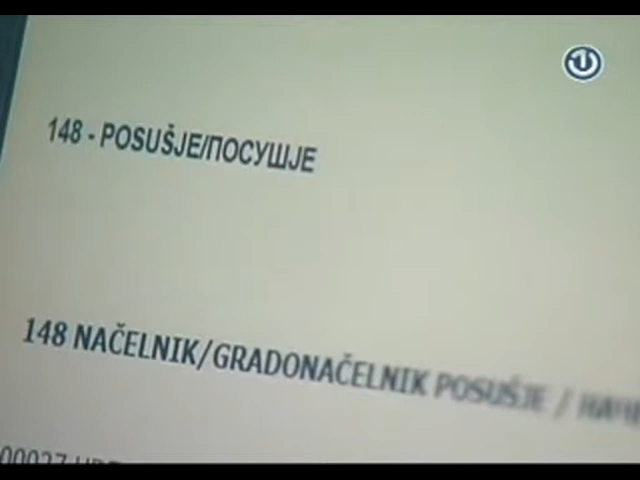 148 - POSUŠJE/ПОСУШЈЕ
148 NAČELNIK/GRADONAČELNIK POSUŠJE /